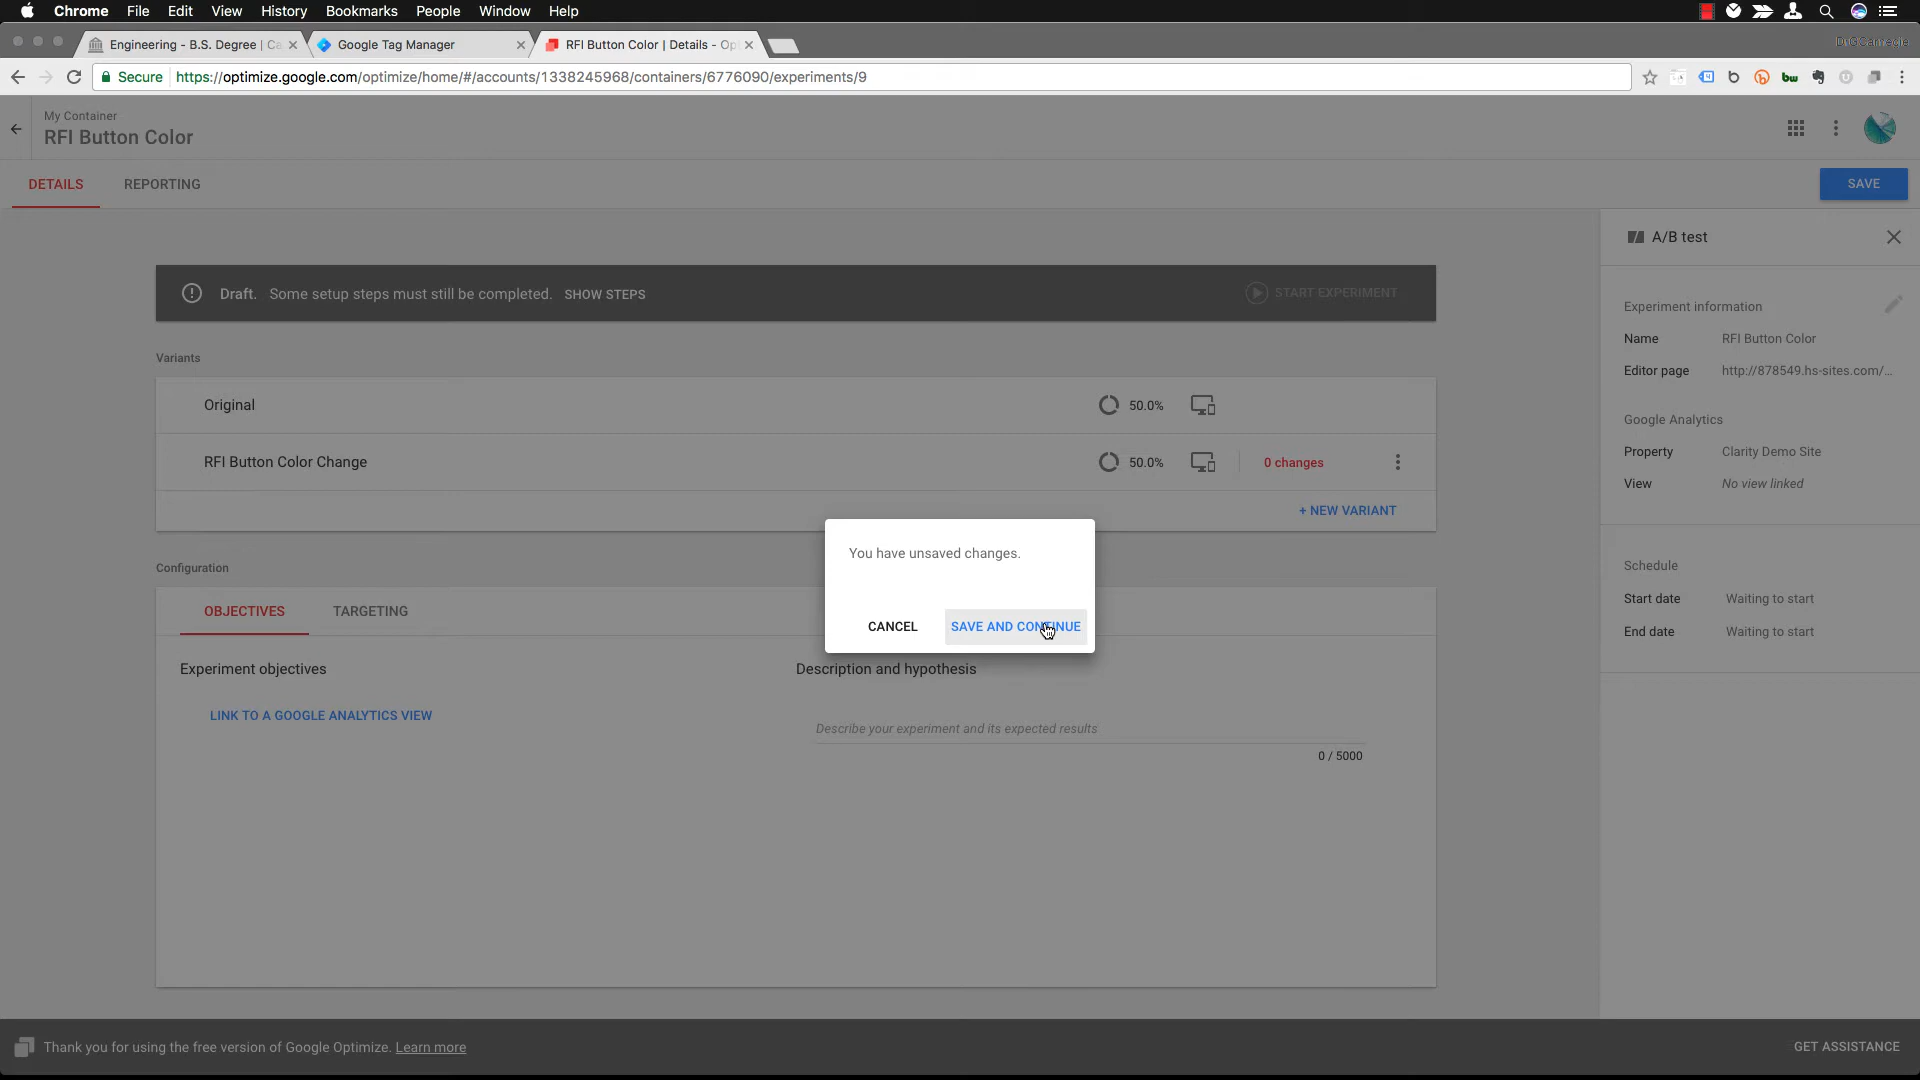 Chrome File Edit View History Bookmarks People Window Help
Engineering - B.S. Degree | Ca
Google Tag Manager
RFI Button Color | Details - Op
Secure https://optimize.google.com/optimize/home/#/accounts/1338245968/containers/6776090/experiments/9
My Container
RFI Button Color
DETAILS REPORTING
SAVE
A/B test
Draft. Some setup steps must still be completed. SHOW STEPS
START EXPERIMENT
Experiment information
Name RFI Button Color
Editor page http://878549.hs-sites.com/...
Google Analytics
Property Clarity Demo Site
View No view linked
Schedule
Start date Waiting to start
End date Waiting to start
Variants
Original 50.0%
RFI Button Color Change 50.0% 0 changes
+ NEW VARIANT
You have unsaved changes.
CANCEL SAVE AND CONTINUE
Configuration
OBJECTIVES TARGETING
Experiment objectives
LINK TO A GOOGLE ANALYTICS VIEW
Description and hypothesis
Describe your experiment and its expected results
0 / 5000
Thank you for using the free version of Google Optimize. Learn more
GET ASSISTANCE